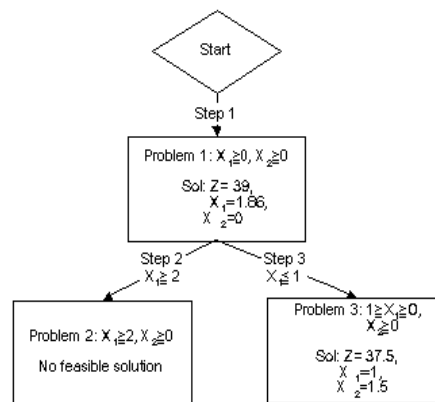 Start
Step 1
Problem 1: X₁≧0, X₂≧0
Sol: Z= 39,
X₁=1.86,
X₂=0
Step 2
X₁≧2
Step 3
X₁≦1
Problem 2: X₁≧2, X₂≧0
No feasible solution
Problem 3: 1≧X₁≧0,
X₂≧0
Sol: Z= 37.5,
X₁=1,
X₂=1.5